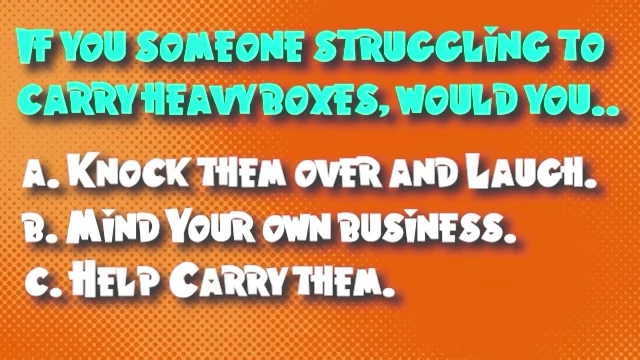 If you someone struggling to
carry heavy boxes, would you..
A. Knock them over and Laugh.
B. Mind Your own business.
C. Help Carry them.